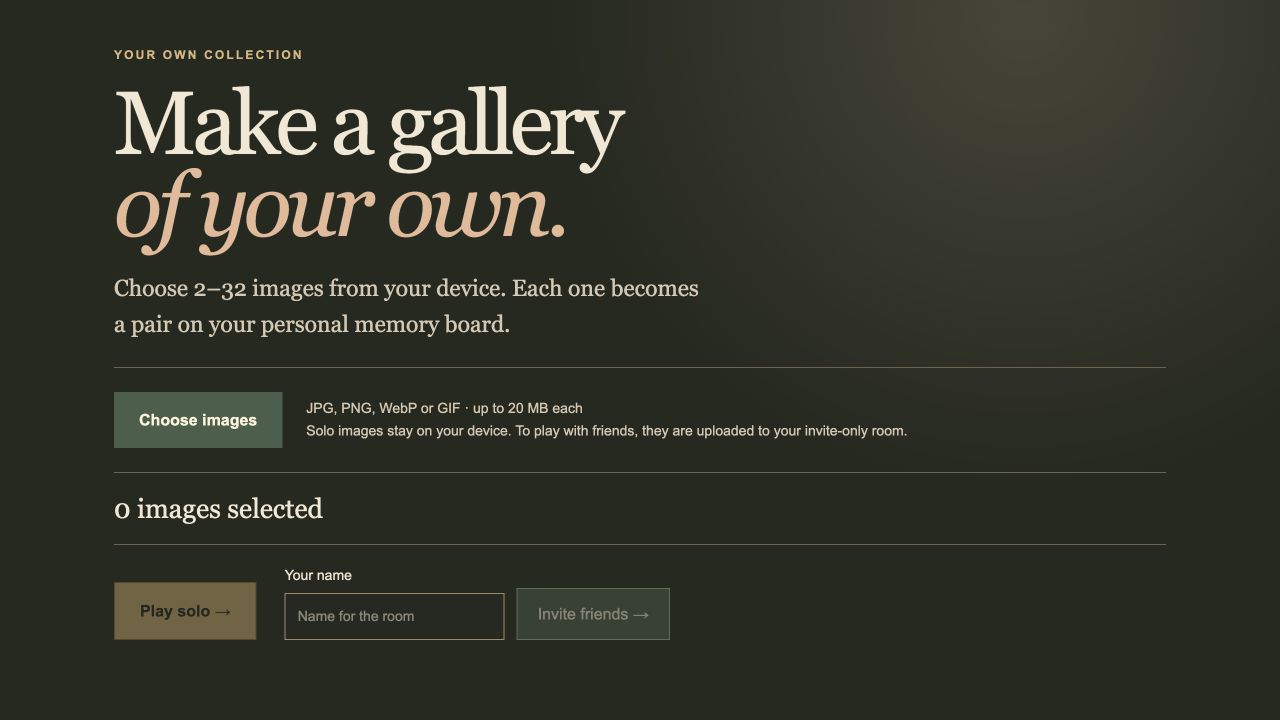 YOUR OWN COLLECTION
Make a gallery
of your own.
Choose 2–32 images from your device. Each one becomes
a pair on your personal memory board.
Choose images
JPG, PNG, WebP or GIF · up to 20 MB each
Solo images stay on your device. To play with friends, they are uploaded to your invite-only room.
0 images selected
Your name
Play solo →
Name for the room
Invite friends →